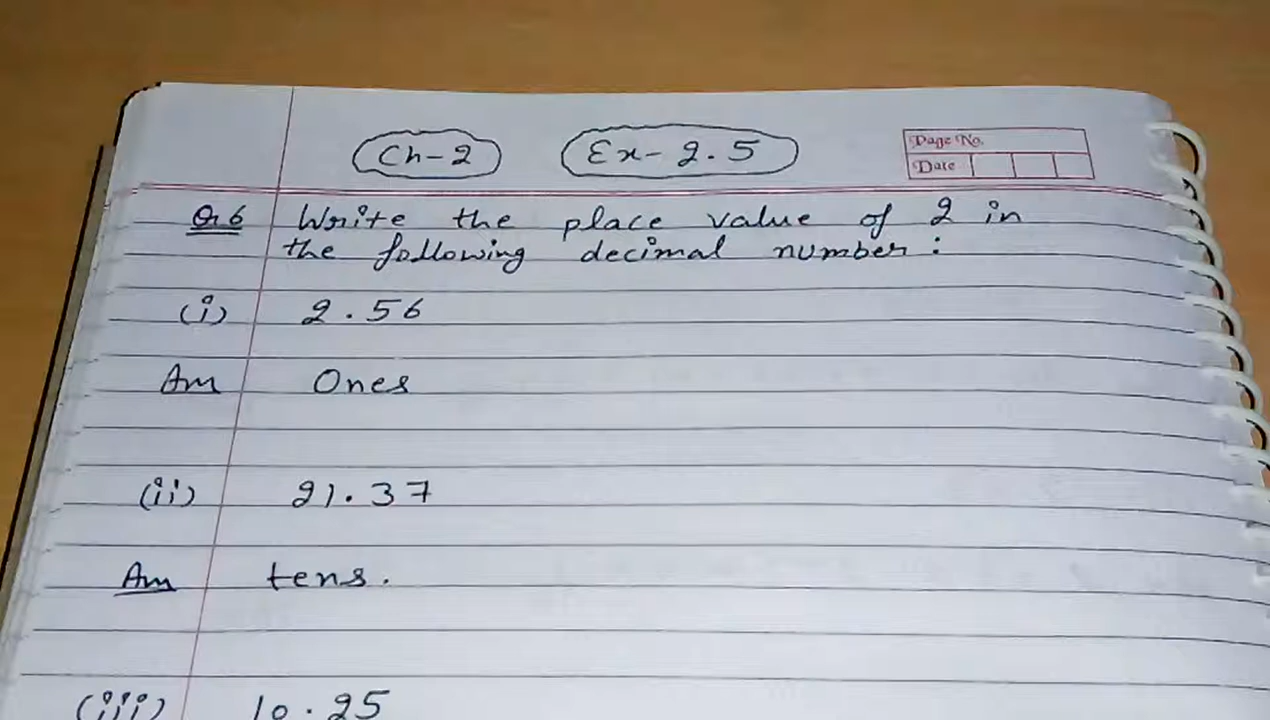 Ch-2 Ex-2.5
Page No.
Date
Q.6 Write the place value of 2 in
the following decimal number:
(i) 2.56
Ans Ones
(ii) 21.37
Ans tens.
(iii) 10.25